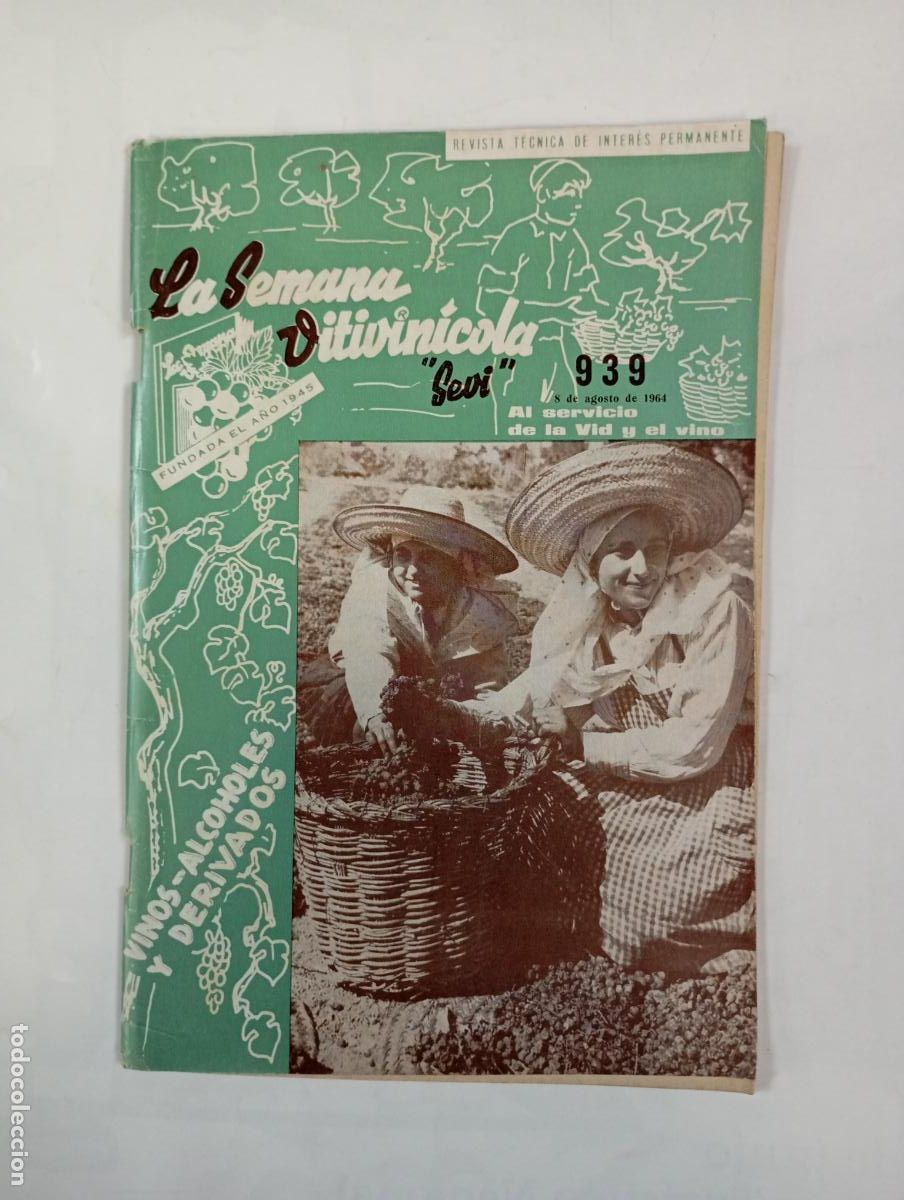 REVISTA TÉCNICA DE INTERÉS PERMANENTE
La Semana
Vitivinícola
"Sevi"
939
8 de agosto de 1964
Al servicio
de la Vid y el vino
FUNDADA EL AÑO 1945
VINOS-ALCOHOLES
Y DERIVADOS
todocoleccion